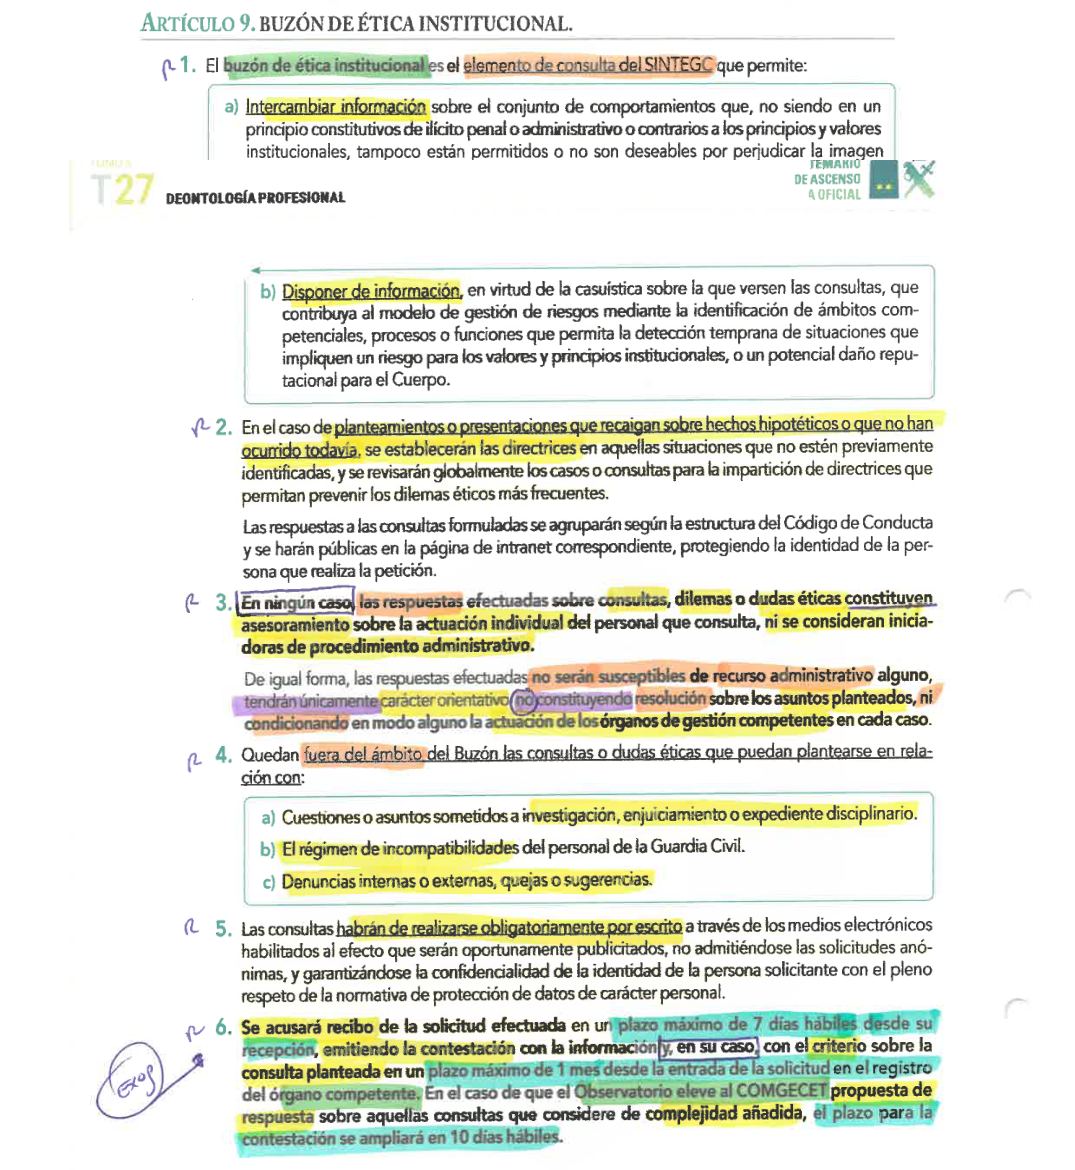 ARTÍCULO 9. BUZÓN DE ÉTICA INSTITUCIONAL.
1. El buzón de ética institucional es el elemento de consulta del SINTEGC que permite:
a) Intercambiar información sobre el conjunto de comportamientos que, no siendo en un
principio constitutivos de ilícito penal o administrativo o contrarios a los principios y valores
institucionales, tampoco están permitidos o no son deseables por perjudicar la imagen
T27 DEONTOLOGÍA PROFESIONAL
TEMARIO
DE ASCENSO
A OFICIAL
b) Disponer de información, en virtud de la casuística sobre la que versen las consultas, que
contribuya al modelo de gestión de riesgos mediante la identificación de ámbitos com-
petenciales, procesos o funciones que permita la detección temprana de situaciones que
impliquen un riesgo para los valores y principios institucionales, o un potencial daño repu-
tacional para el Cuerpo.
2. En el caso de planteamientos o presentaciones que recaigan sobre hechos hipotéticos o que no han
ocurrido todavía, se establecerán las directrices en aquellas situaciones que no estén previamente
identificadas, y se revisarán globalmente los casos o consultas para la impartición de directrices que
permitan prevenir los dilemas éticos más frecuentes.
Las respuestas a las consultas formuladas se agruparán según la estructura del Código de Conducta
y se harán públicas en la página de intranet correspondiente, protegiendo la identidad de la per-
sona que realiza la petición.
3. En ningún caso, las respuestas efectuadas sobre consultas, dilemas o dudas éticas constituyen
asesoramiento sobre la actuación individual del personal que consulta, ni se consideran inicia-
doras de procedimiento administrativo.
De igual forma, las respuestas efectuadas no serán susceptibles de recurso administrativo alguno,
tendrán únicamente carácter orientativo no constituyendo resolución sobre los asuntos planteados, ni
condicionando en modo alguno la actuación de los órganos de gestión competentes en cada caso.
4. Quedan fuera del ámbito del Buzón las consultas o dudas éticas que puedan plantearse en rela-
ción con:
a) Cuestiones o asuntos sometidos a investigación, enjuiciamiento o expediente disciplinario.
b) El régimen de incompatibilidades del personal de la Guardia Civil.
c) Denuncias internas o externas, quejas o sugerencias.
5. Las consultas habrán de realizarse obligatoriamente por escrito a través de los medios electrónicos
habilitados al efecto que serán oportunamente publicitados, no admitiéndose las solicitudes anó-
nimas, y garantizándose la confidencialidad de la identidad de la persona solicitante con el pleno
respeto de la normativa de protección de datos de carácter personal.
6. Se acusará recibo de la solicitud efectuada en un plazo máximo de 7 días hábiles desde su
recepción, emitiendo la contestación con la información y, en su caso, con el criterio sobre la
consulta planteada en un plazo máximo de 1 mes desde la entrada de la solicitud en el registro
del órgano competente. En el caso de que el Observatorio eleve al COMGECET propuesta de
respuesta sobre aquellas consultas que considere de complejidad añadida, el plazo para la
contestación se ampliará en 10 días hábiles.